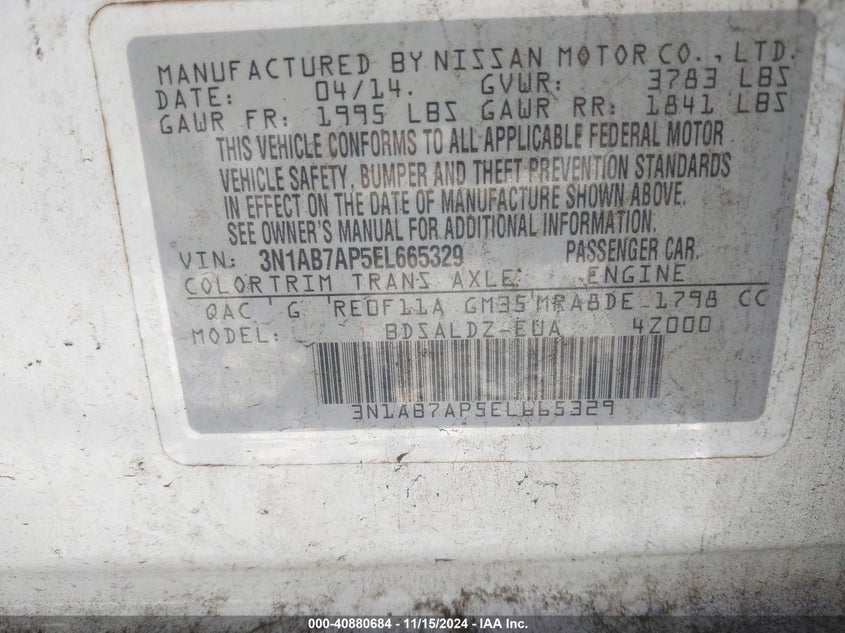 MANUFACTURED BY NISSAN MOTOR CO., LTD.
DATE: 04/14. GVWR: 3783 LBS
GAWR FR: 1995 LBS GAWR RR: 1841 LBS
THIS VEHICLE CONFORMS TO ALL APPLICABLE FEDERAL MOTOR
VEHICLE SAFETY, BUMPER AND THEFT PREVENTION STANDARDS
IN EFFECT ON THE DATE OF MANUFACTURE SHOWN ABOVE.
SEE OWNER'S MANUAL FOR ADDITIONAL INFORMATION.
VIN: 3N1AB7AP5EL665329 PASSENGER CAR.
COLOR TRIM TRANS AXLE ENGINE
QAC G RE0F11A GM35 MRA8DE 1798 CC
MODEL: BDSALDZ-EUA 4Z000
3N1AB7AP5EL665329
000-40880684 — 11/15/2024 — IAA Inc.